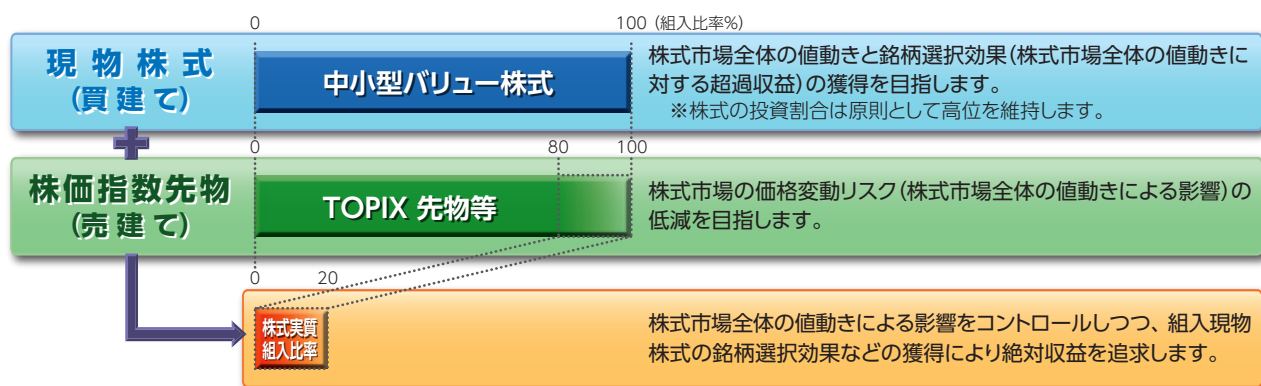 0
100 (組入比率%)
現物株式
(買建て)
中小型バリュー株式
株式市場全体の値動きと銘柄選択効果(株式市場全体の値動きに
対する超過収益)の獲得を目指します。
※株式の投資割合は原則として高位を維持します。
0
80
100
株価指数先物
(売建て)
TOPIX 先物等
株式市場の価格変動リスク(株式市場全体の値動きによる影響)の
低減を目指します。
0
20
株式実質
組入比率
株式市場全体の値動きによる影響をコントロールしつつ、組入現物
株式の銘柄選択効果などの獲得により絶対収益を追求します。